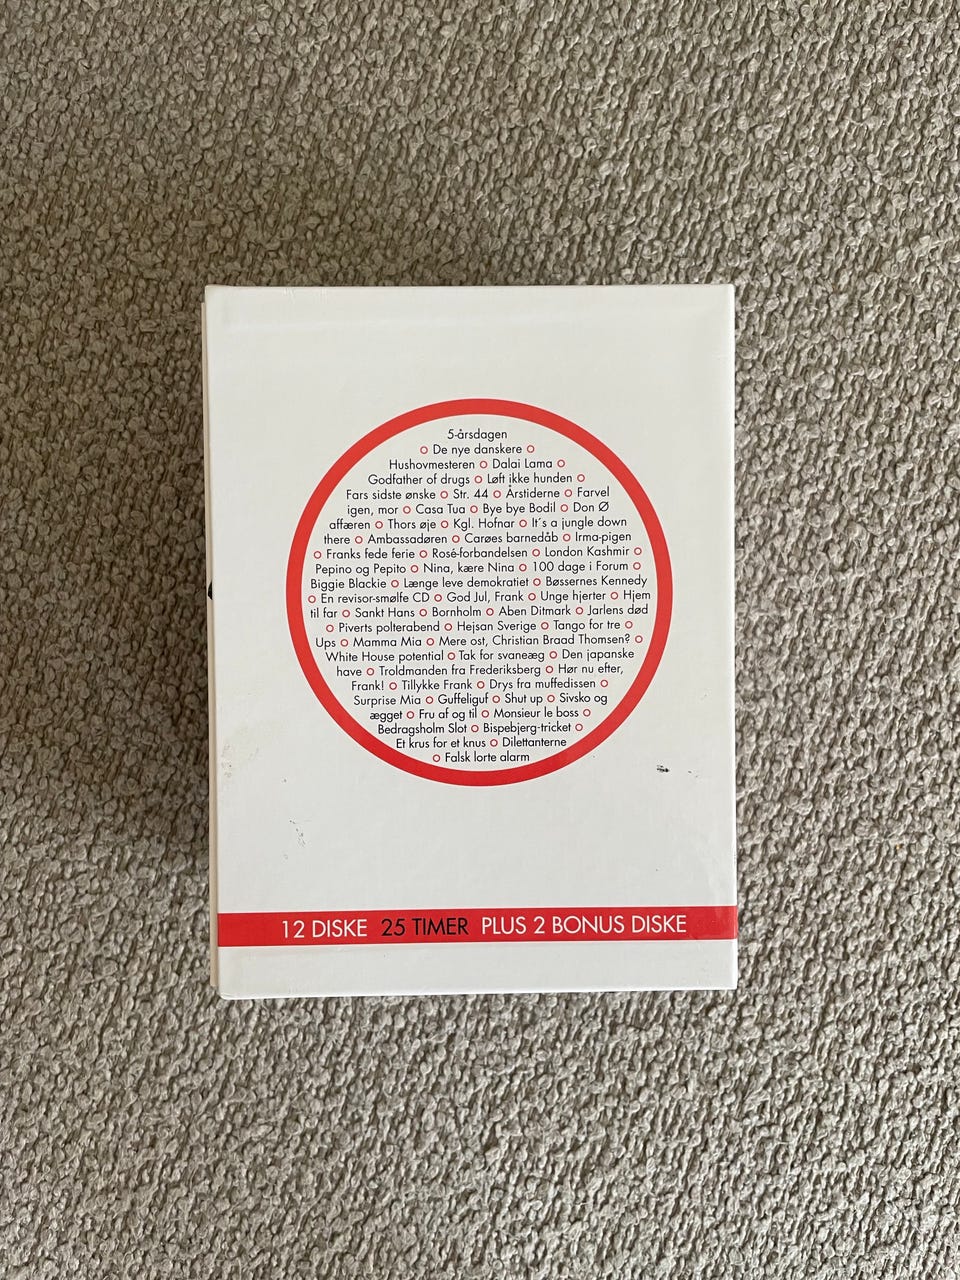 5-årsdagen
De nye danskere
Hushovmesteren o Dalai Lama o
Godfather of drugs o Løft ikke hunden o
Fars sidste ønske o Str. 44 o Årstiderne o Farvel
igen, mor o Casa Tua o Bye bye Bodil o Don Ø
affæren o Thors øje o Kgl. Hofnar o It´s a jungle down
there o Ambassadøren o Carøes barnedåb o Irma-pigen
o Franks fede ferie o Rosé-forbandelsen o London Kashmir o
Pepino og Pepito o Nina, kære Nina o 100 dage i Forum o
Biggie Blackie o Længe leve demokratiet o Bøssernes Kennedy
o En revisor-smølfe CD o God Jul, Frank o Unge hjerter o Hjem
til far o Sankt Hans o Bornholm o Aben Ditmark o Jarlens død
o Piverts polterabend o Hejsan Sverige o Tango for tre o
Ups o Mamma Mia o Mere ost, Christian Braad Thomsen? o
White House potential o Tak for svaneæg o Den japanske
have o Troldmanden fra Frederiksberg o Hør nu efter,
Frank! o Tillykke Frank o Drys fra muffedissen o
Surprise Mia o Guffeliguf o Shut up o Sivsko og
ægget o Fru af og til o Monsieur le boss o
Bedragsholm Slot o Bispebjerg-tricket o
Et krus for et knus o Dilettanterne
o Falsk lorte alarm
12 DISKE 25 TIMER PLUS 2 BONUS DISKE